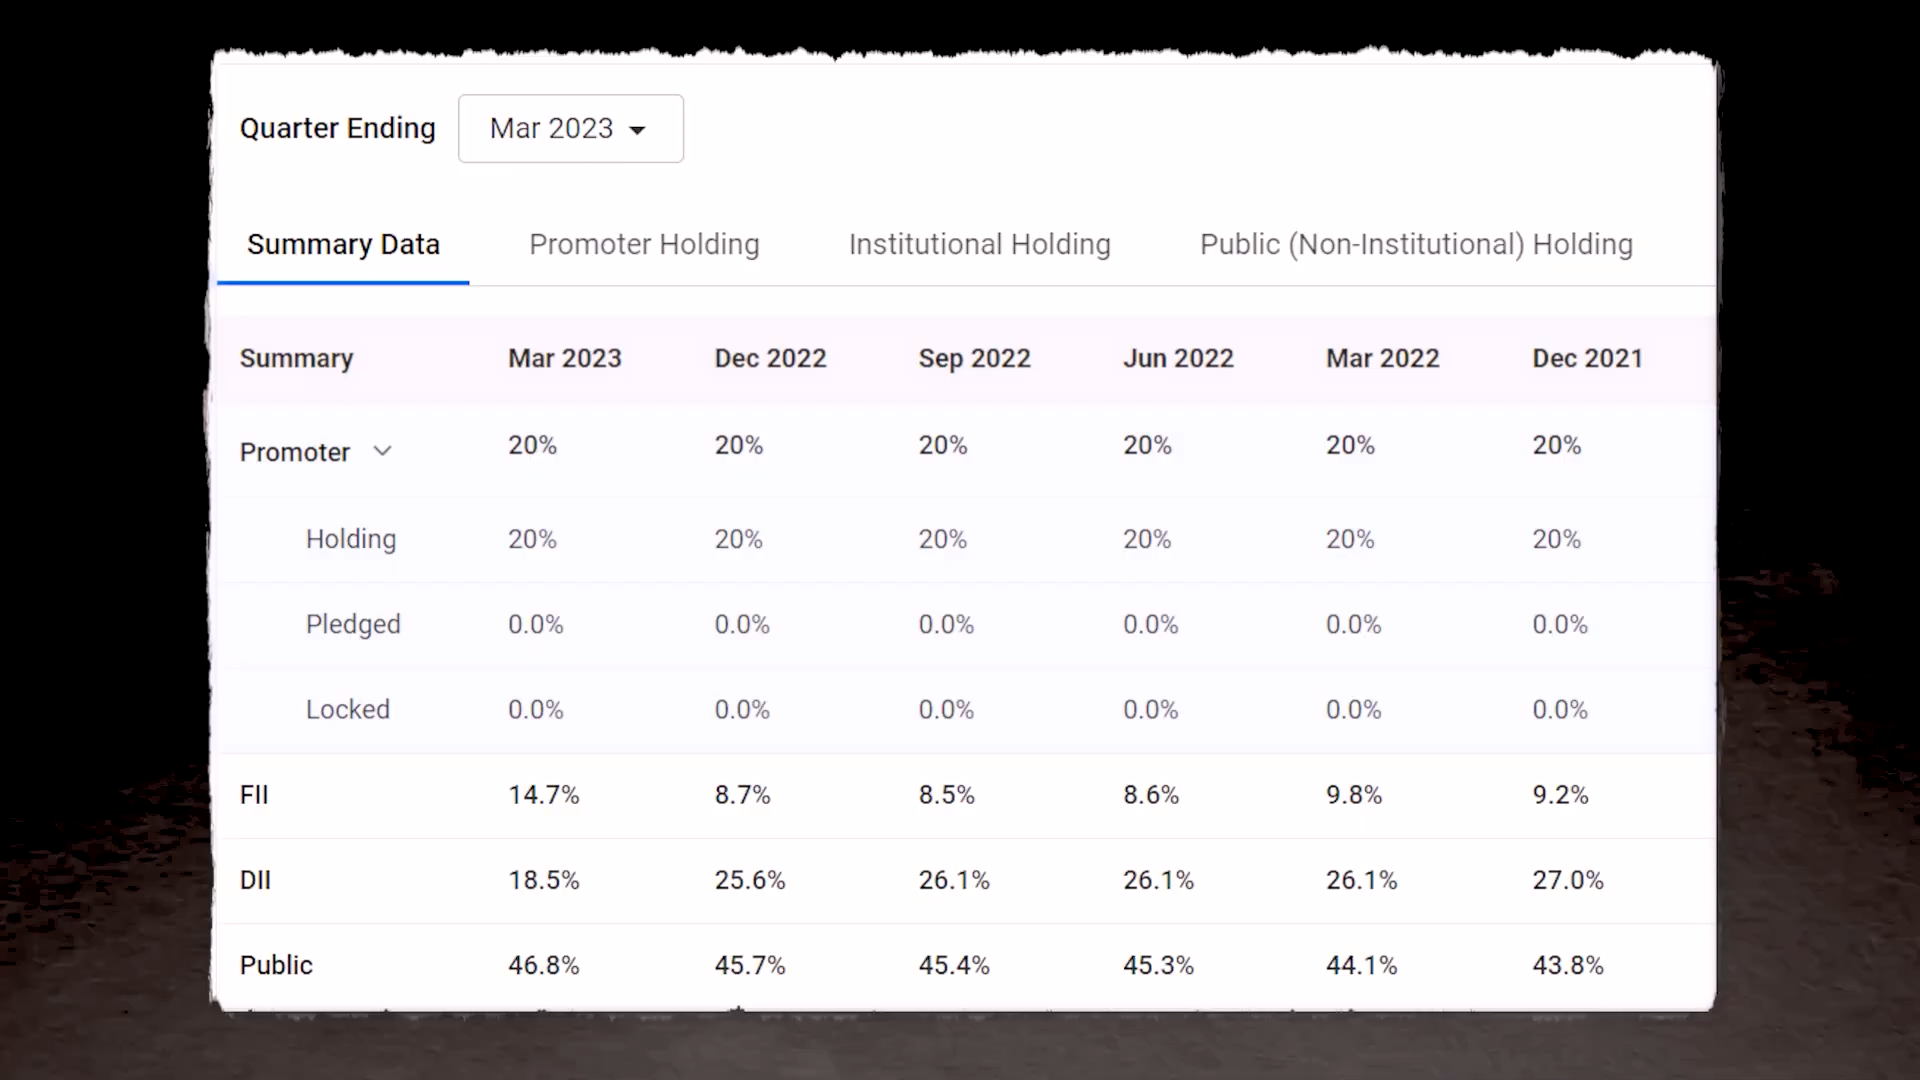 Quarter Ending Mar 2023
Summary Data Promoter Holding Institutional Holding Public (Non-Institutional) Holding
Summary Mar 2023 Dec 2022 Sep 2022 Jun 2022 Mar 2022 Dec 2021
Promoter 20% 20% 20% 20% 20% 20%
Holding 20% 20% 20% 20% 20% 20%
Pledged 0.0% 0.0% 0.0% 0.0% 0.0% 0.0%
Locked 0.0% 0.0% 0.0% 0.0% 0.0% 0.0%
FII 14.7% 8.7% 8.5% 8.6% 9.8% 9.2%
DII 18.5% 25.6% 26.1% 26.1% 26.1% 27.0%
Public 46.8% 45.7% 45.4% 45.3% 44.1% 43.8%